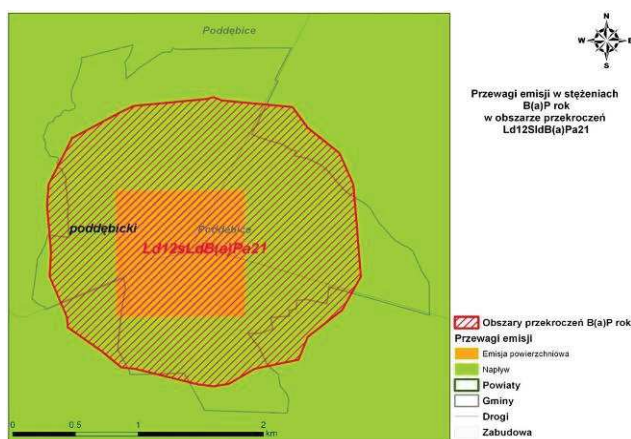 Poddębice
poddębicki
Poddębice
Ld12sLdB(a)Pa21
0 0.5 1 2
km
N
W E
S
Przewagi emisji w stężeniach
B(a)P rok
w obszarze przekroczeń
Ld12SldB(a)Pa21
Obszary przekroczeń B(a)P rok
Przewagi emisji
Emisja powierzchniowa
Napływ
Powiaty
Gminy
Drogi
Zabudowa